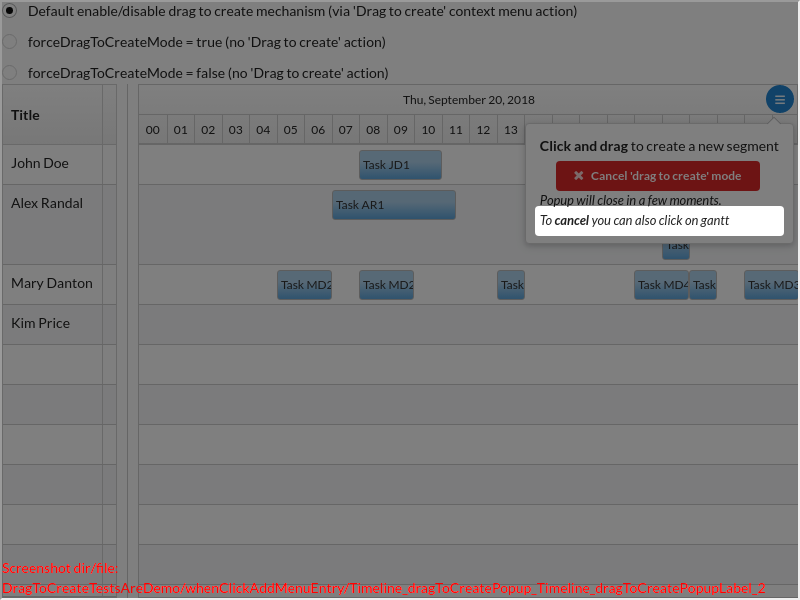 Default enable/disable drag to create mechanism (via 'Drag to create' context menu action)
forceDragToCreateMode = true (no 'Drag to create' action)
forceDragToCreateMode = false (no 'Drag to create' action)
Title
Thu, September 20, 2018
00 01 02 03 04 05 06 07 08 09 10 11 12 13
Click and drag to create a new segment
✖ Cancel 'drag to create' mode
Popup will close in a few moments.
To cancel you can also click on gantt
John Doe
Task JD1
Alex Randal
Task AR1
Task
Mary Danton
Task MD2 Task MD2 Task Task MD4 Task Task MD3
Kim Price
Screenshot dir/file:
DragToCreateTestsAreDemo/whenClickAddMenuEntry/Timeline_dragToCreatePopup_Timeline_dragToCreatePopupLabel_2